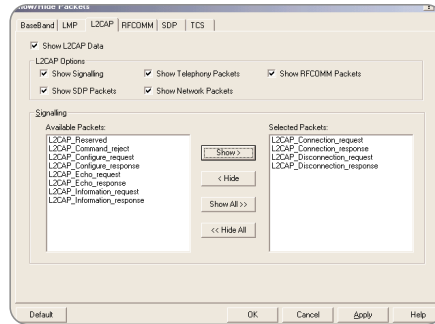 Show/Hide Packets
BaseBand LMP L2CAP RFCOMM SDP TCS
Show L2CAP Data
L2CAP Options
Show Signalling Show Telephony Packets Show RFCOMM Packets
Show SDP Packets Show Network Packets
Signalling
Available Packets: Selected Packets:
L2CAP_Reserved
L2CAP_Command_reject
L2CAP_Configure_request
L2CAP_Configure_response
L2CAP_Echo_request
L2CAP_Echo_response
L2CAP_Information_request
L2CAP_Information_response
Show >
< Hide
Show All >>
<< Hide All
L2CAP_Connection_request
L2CAP_Connection_response
L2CAP_Disconnection_request
L2CAP_Disconnection_response
Default OK Cancel Apply Help